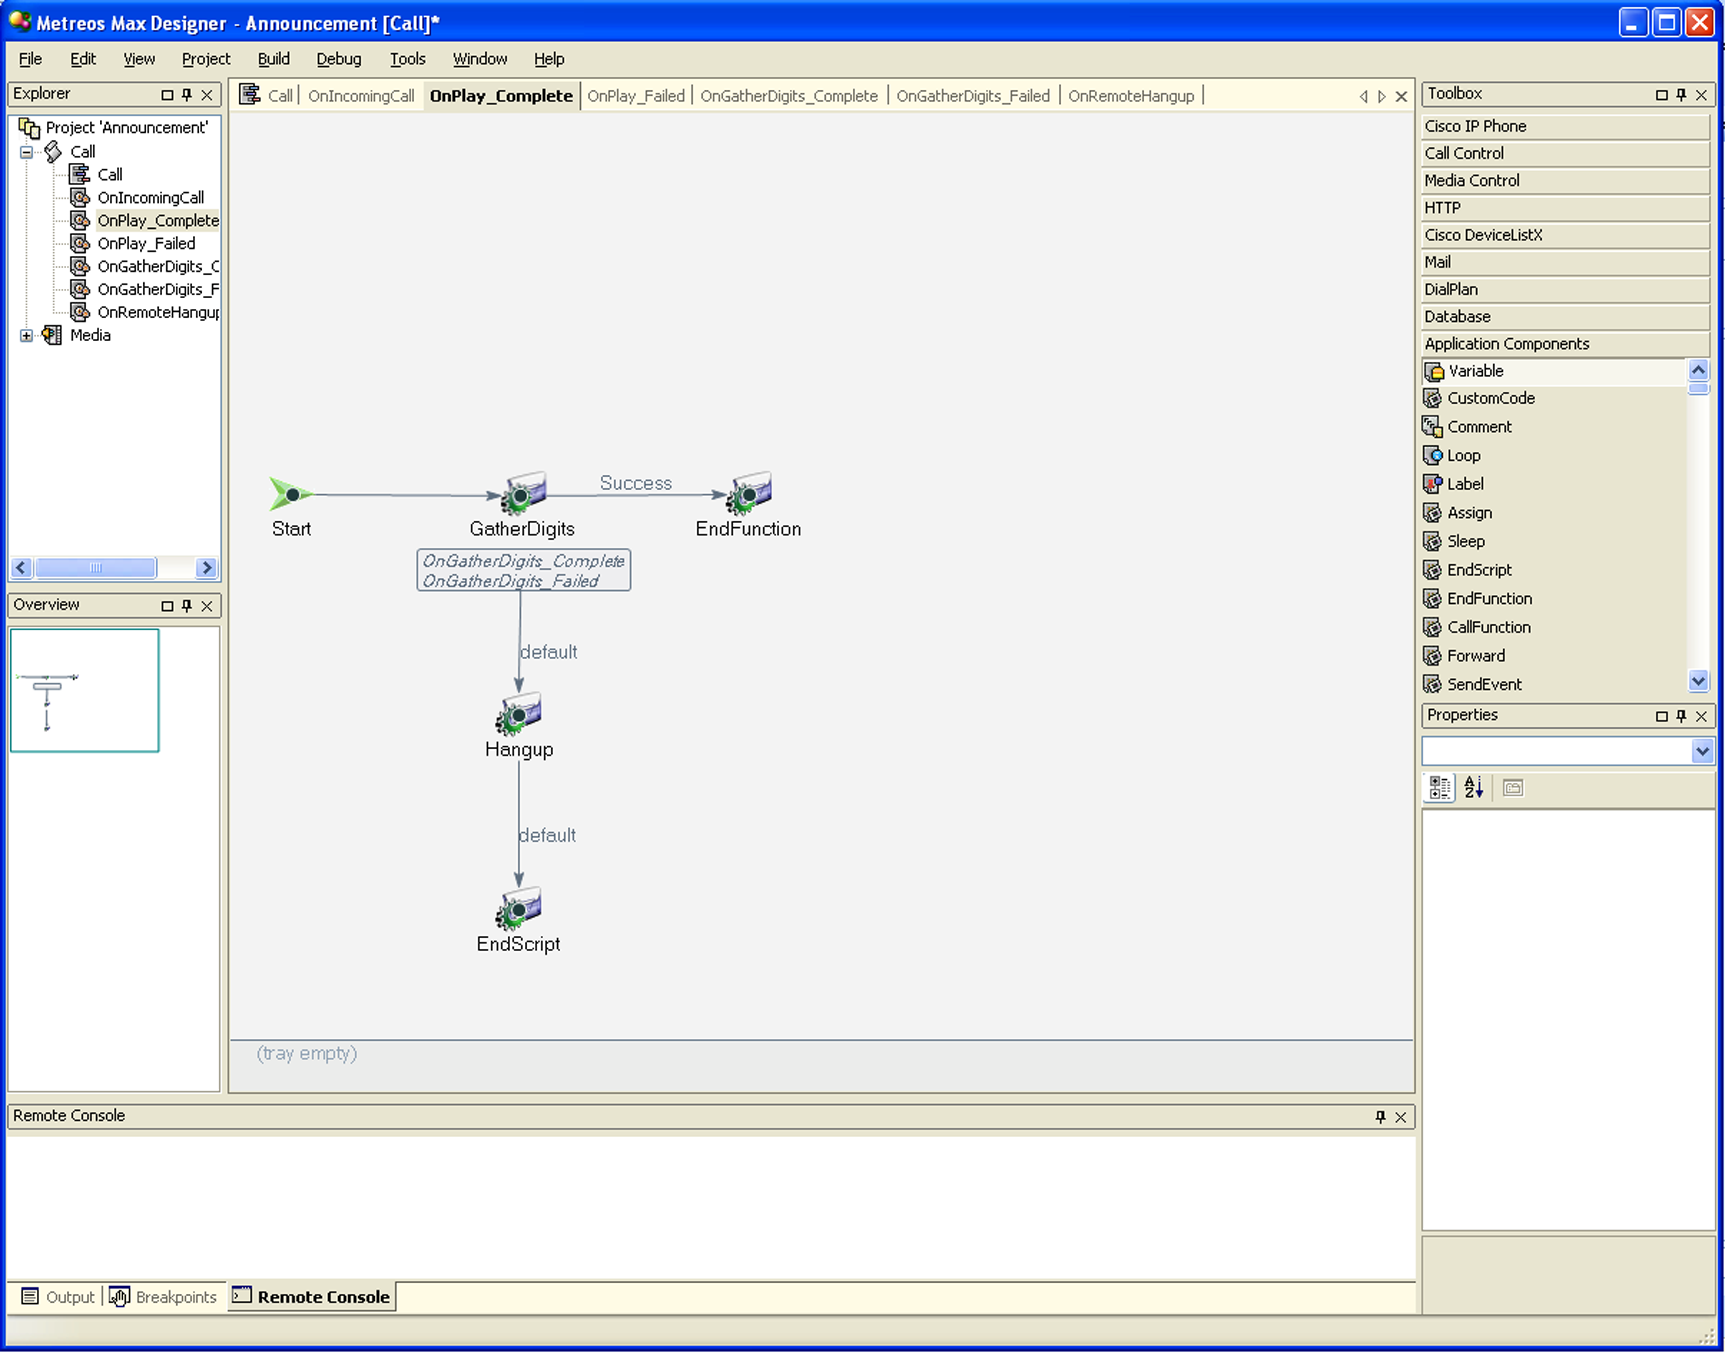 Metreos Max Designer - Announcement [Call]*
File Edit View Project Build Debug Tools Window Help
Explorer
Project 'Announcement'
Call
Call
OnIncomingCall
OnPlay_Complete
OnPlay_Failed
OnGatherDigits_C
OnGatherDigits_F
OnRemoteHangup
Media
Overview
Call OnIncomingCall OnPlay_Complete OnPlay_Failed OnGatherDigits_Complete OnGatherDigits_Failed OnRemoteHangup
Start
GatherDigits
Success
EndFunction
OnGatherDigits_Complete
OnGatherDigits_Failed
default
Hangup
default
EndScript
(tray empty)
Toolbox
Cisco IP Phone
Call Control
Media Control
HTTP
Cisco DeviceListX
Mail
DialPlan
Database
Application Components
Variable
CustomCode
Comment
Loop
Label
Assign
Sleep
EndScript
EndFunction
CallFunction
Forward
SendEvent
Properties
Remote Console
Output Breakpoints Remote Console